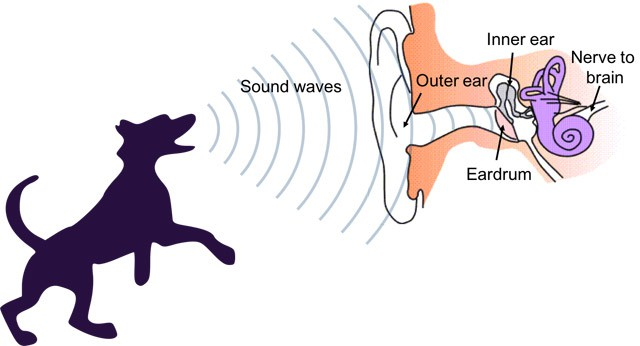 Sound waves
Outer ear
Inner ear
Nerve to
brain
Eardrum